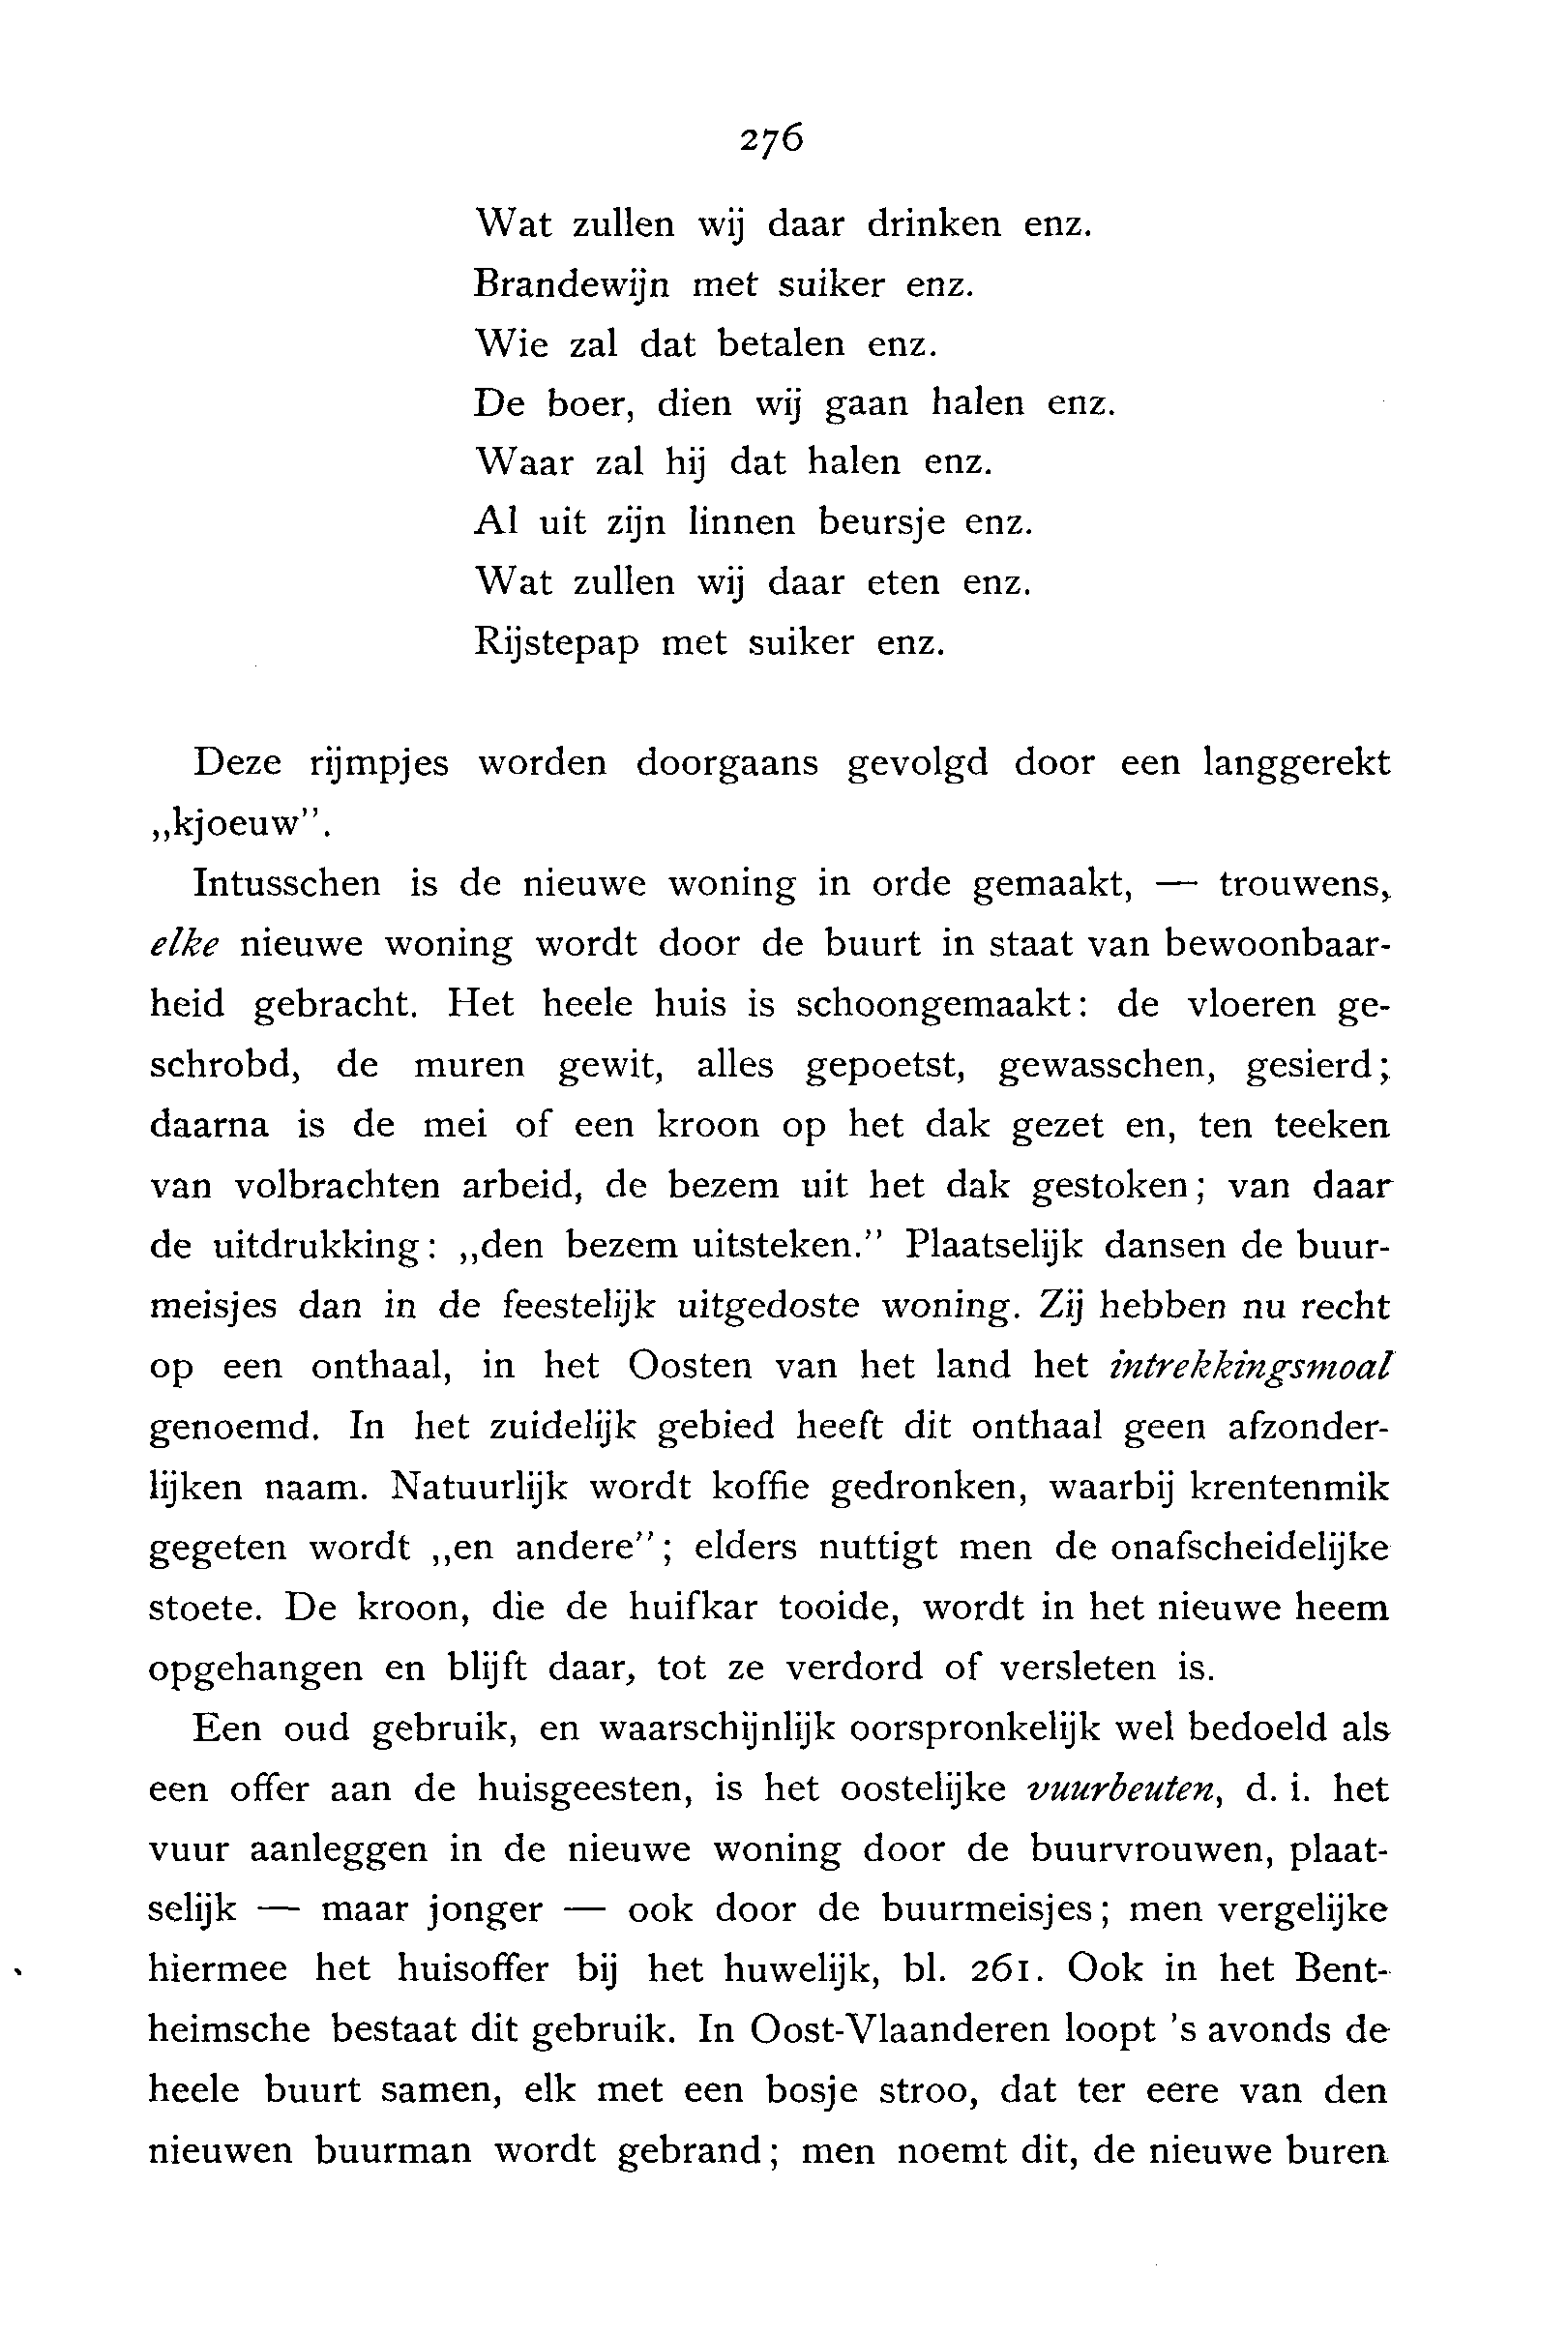 276
Wat zullen wij daar drinken enz.
Brandewijn met suiker enz.
Wie zal dat betalen enz.
De boer, dien wij gaan halen enz.
Waar zal hij dat halen enz.
Al uit zijn linnen beursje enz.
Wat zullen wij daar eten enz.
Rijstepap met suiker enz.
Deze rijmpjes worden doorgaans gevolgd door een langgerekt
„kjoeuw”.
Intusschen is de nieuwe woning in orde gemaakt, — trouwens,
elke nieuwe woning wordt door de buurt in staat van bewoonbaar-
heid gebracht. Het heele huis is schoongemaakt: de vloeren ge-
schrobd, de muren gewit, alles gepoetst, gewasschen, gesierd;
daarna is de mei of een kroon op het dak gezet en, ten teeken
van volbrachten arbeid, de bezem uit het dak gestoken; van daar
de uitdrukking: „den bezem uitsteken.” Plaatselijk dansen de buur-
meisjes dan in de feestelijk uitgedoste woning. Zij hebben nu recht
op een onthaal, in het Oosten van het land het intrekkingsmoal
genoemd. In het zuidelijk gebied heeft dit onthaal geen afzonder-
lijken naam. Natuurlijk wordt koffie gedronken, waarbij krentenmik
gegeten wordt „en andere”; elders nuttigt men de onafscheidelijke
stoete. De kroon, die de huifkar tooide, wordt in het nieuwe heem
opgehangen en blijft daar, tot ze verdord of versleten is.
Een oud gebruik, en waarschijnlijk oorspronkelijk wel bedoeld als
een offer aan de huisgeesten, is het oostelijke vuurbeuten, d. i. het
vuur aanleggen in de nieuwe woning door de buurvrouwen, plaat-
selijk — maar jonger — ook door de buurmeisjes; men vergelijke
hiermee het huisoffer bij het huwelijk, bl. 261. Ook in het Bent-
heimsche bestaat dit gebruik. In Oost-Vlaanderen loopt 's avonds de
heele buurt samen, elk met een bosje stroo, dat ter eere van den
nieuwen buurman wordt gebrand; men noemt dit, de nieuwe buren